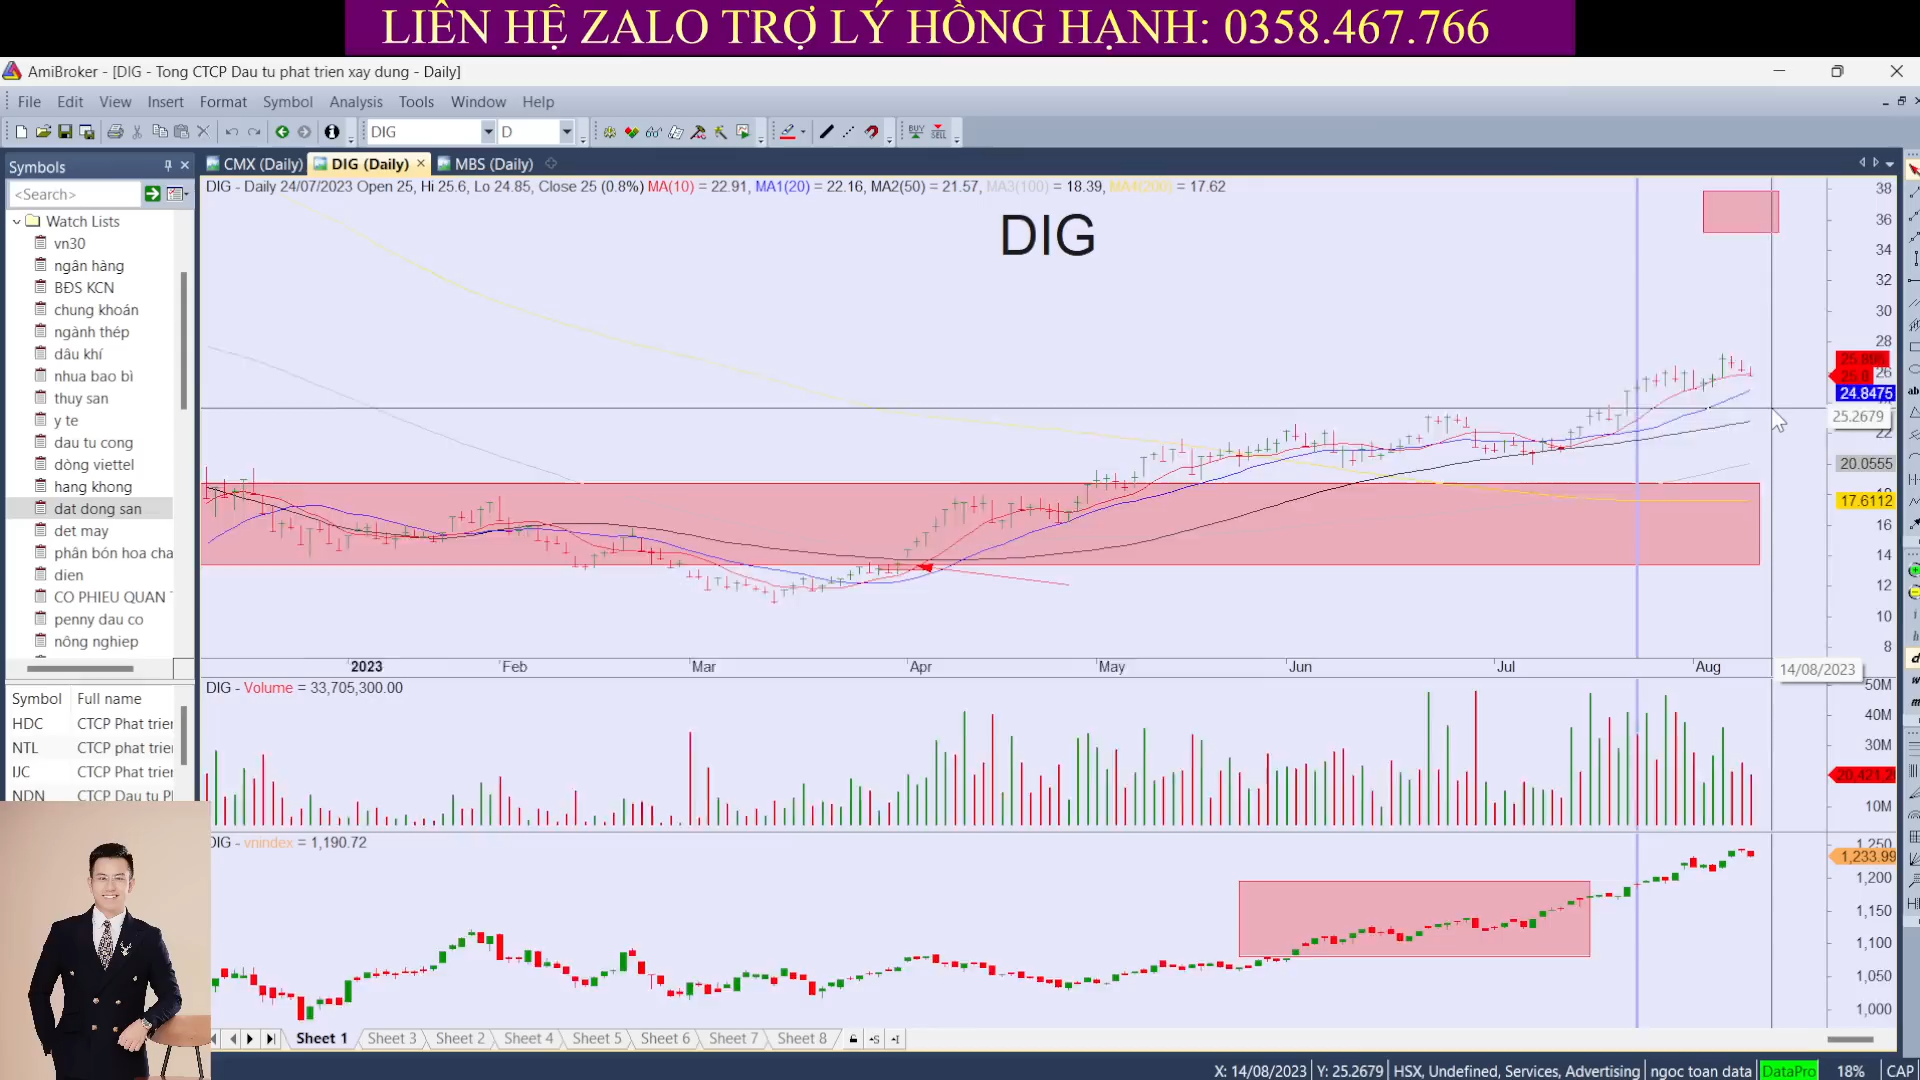 LIÊN HỆ ZALO TRỢ LÝ HỒNG HẠNH: 0358.467.766
AmiBroker - [DIG - Tong CTCP Dau tu phat trien xay dung - Daily]
File Edit View Insert Format Symbol Analysis Tools Window Help
DIG D BUY SELL
Symbols
CMX (Daily) DIG (Daily) MBS (Daily)
<Search>
DIG - Daily 24/07/2023 Open 25, Hi 25.6, Lo 24.85, Close 25 (0.8%) MA(10) = 22.91, MA1(20) = 22.16, MA2(50) = 21.57, MA3(100) = 18.39, MA4(200) = 17.62
DIG
Watch Lists
vn30
ngân hàng
BĐS KCN
chung khoán
ngành thép
dâu khí
nhua bao bì
thuy san
y te
dau tu cong
dòng viettel
hang khong
dat dong san
det may
phân bón hoa cha
dien
CO PHIEU QUAN
penny dau co
nông nghiep
38
36
34
32
30
28
26
24.8475
25.2679
22
20.0555
17.6112
16
14
12
10
8
2023 Feb Mar Apr May Jun Jul Aug 14/08/2023
Symbol Full name
HDC CTCP Phat trier
NTL CTCP phat trier
IJC CTCP Phat trier
NDN CTCP Dau tu Pl
DIG - Volume = 33,705,300.00
50M
40M
30M
20,421,2
10M
DIG - vnindex = 1,190.72
1,250
1,233.99
1,200
1,150
1,100
1,050
1,000
Sheet 1 Sheet 3 Sheet 2 Sheet 4 Sheet 5 Sheet 6 Sheet 7 Sheet 8
X: 14/08/2023 Y: 25.2679 HSX, Undefined, Services, Advertising ngoc toan data DataPro 18% CAP